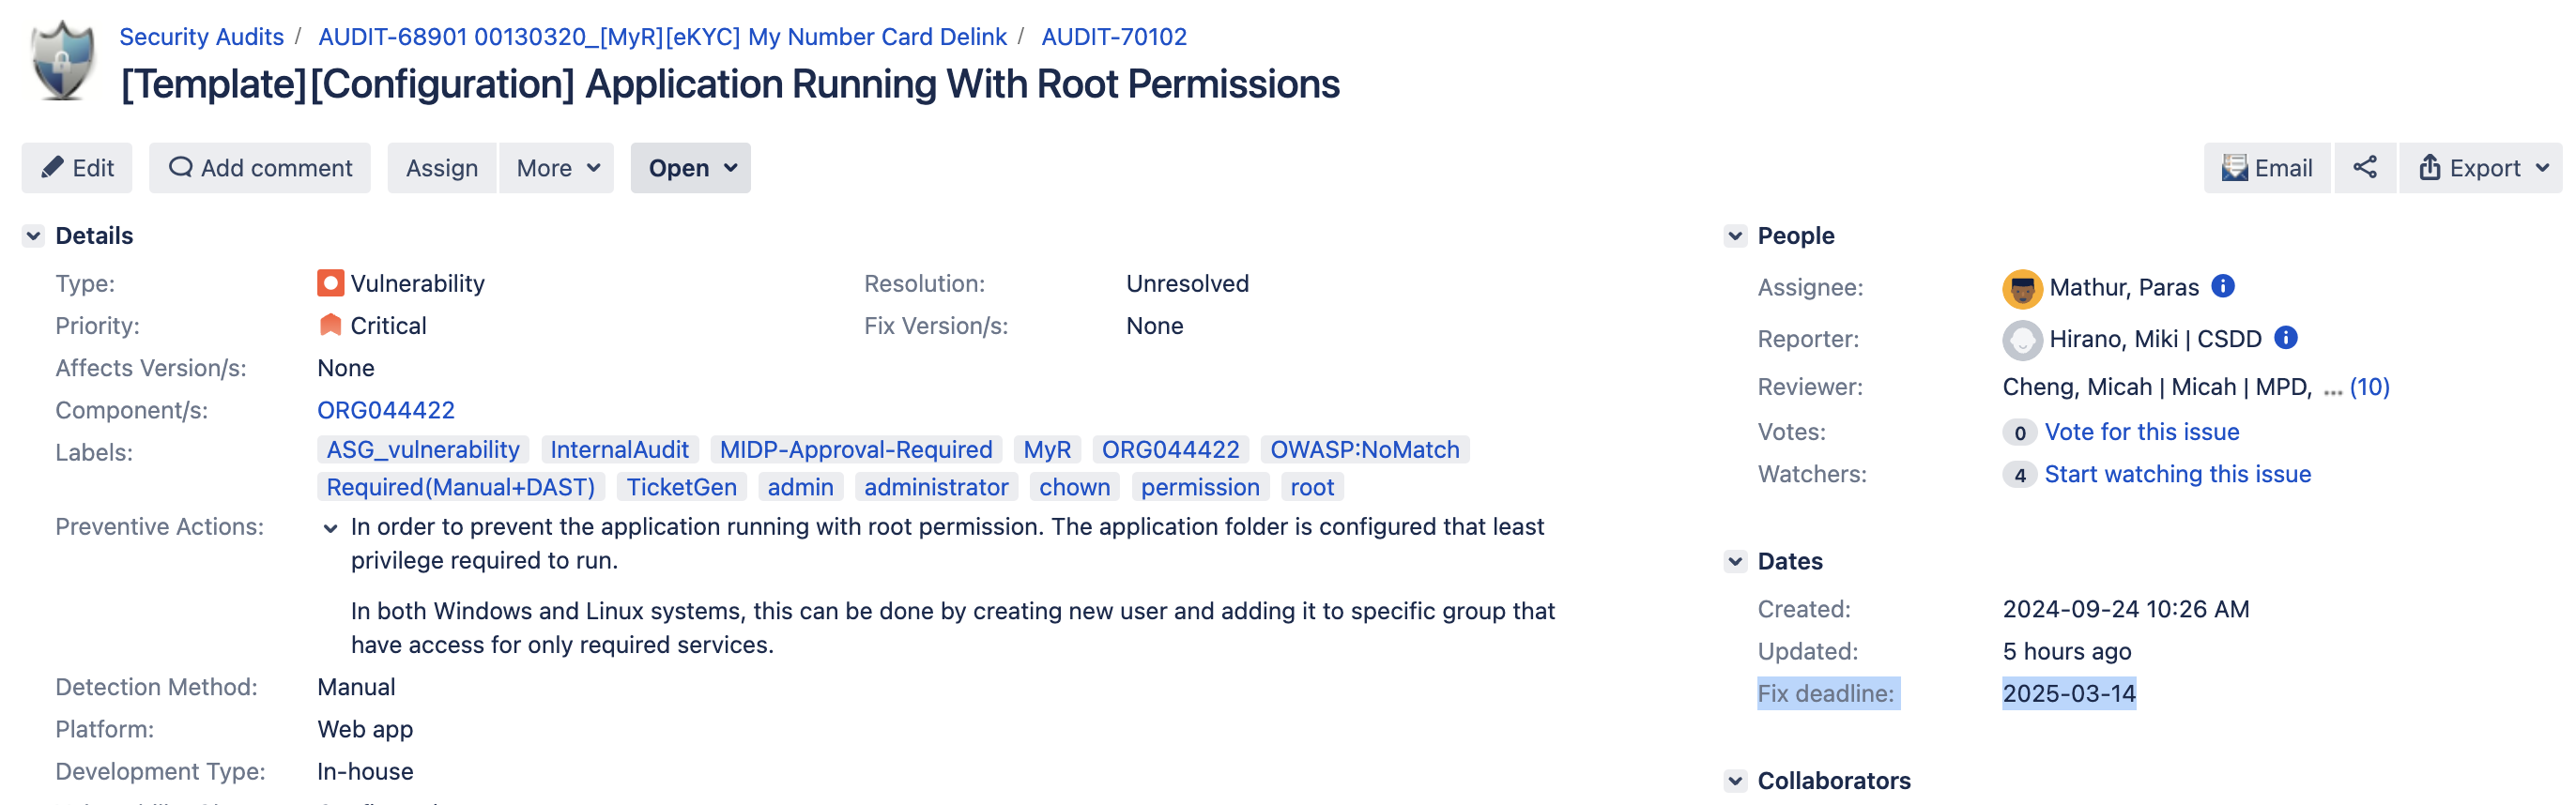 Security Audits / AUDIT-68901 00130320_[MyR][eKYC] My Number Card Delink / AUDIT-70102
[Template][Configuration] Application Running With Root Permissions
Edit Add comment Assign More Open Email Export
Details
Type: Vulnerability Resolution: Unresolved
Priority: Critical Fix Version/s: None
Affects Version/s: None
Component/s: ORG044422
Labels: ASG_vulnerability InternalAudit MIDP-Approval-Required MyR ORG044422 OWASP:NoMatch
Required(Manual+DAST) TicketGen admin administrator chown permission root
Preventive Actions: In order to prevent the application running with root permission. The application folder is configured that least
privilege required to run.
In both Windows and Linux systems, this can be done by creating new user and adding it to specific group that
have access for only required services.
Detection Method: Manual
Platform: Web app
Development Type: In-house
People
Assignee: Mathur, Paras
Reporter: Hirano, Miki | CSDD
Reviewer: Cheng, Micah | Micah | MPD, ... (10)
Votes: 0 Vote for this issue
Watchers: 4 Start watching this issue
Dates
Created: 2024-09-24 10:26 AM
Updated: 5 hours ago
Fix deadline: 2025-03-14
Collaborators